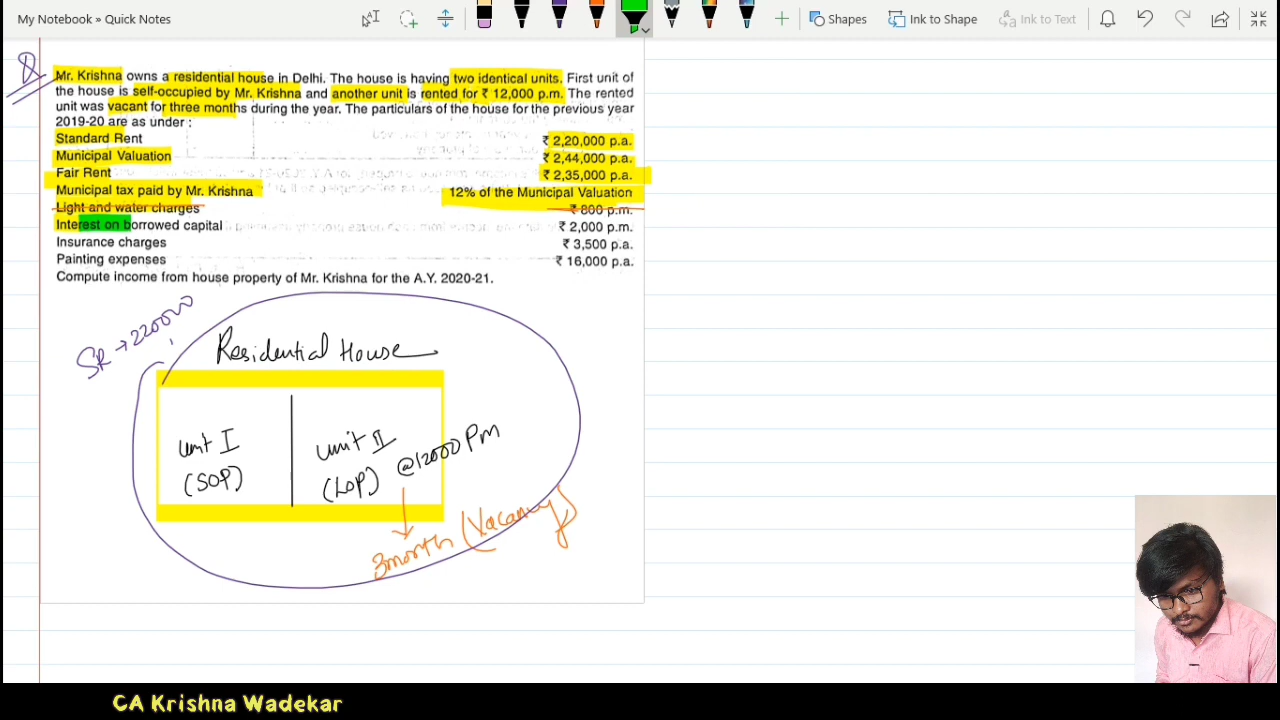 My Notebook » Quick Notes
Shapes
Ink to Shape
Ink to Text
Q
Mr. Krishna owns a residential house in Delhi. The house is having two identical units. First unit of
the house is self-occupied by Mr. Krishna and another unit is rented for ₹ 12,000 p.m. The rented
unit was vacant for three months during the year. The particulars of the house for the previous year
2019-20 are as under :
Standard Rent ₹ 2,20,000 p.a.
Municipal Valuation ₹ 2,44,000 p.a.
Fair Rent ₹ 2,35,000 p.a.
Municipal tax paid by Mr. Krishna 12% of the Municipal Valuation
Light and water charges ₹ 800 p.m.
Interest on borrowed capital ₹ 2,000 p.m.
Insurance charges ₹ 3,500 p.a.
Painting expenses ₹ 16,000 p.a.
Compute income from house property of Mr. Krishna for the A.Y. 2020-21.
SR → 220000
Residential House
unit I
(SOP)
unit II
(LOP) @12000 Pm
3month (Vacancy)
CA Krishna Wadekar